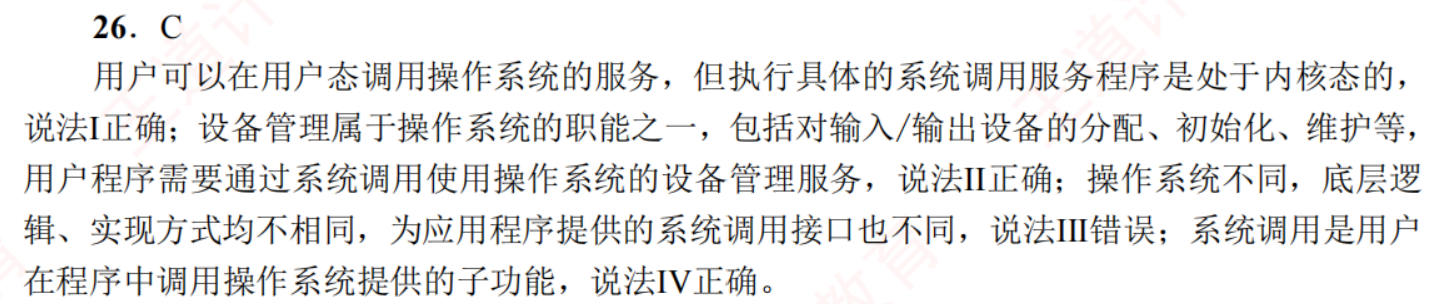 26. C
用户可以在用户态调用操作系统的服务，但执行具体的系统调用服务程序是处于内核态的，
说法I正确；设备管理属于操作系统的职能之一，包括对输入/输出设备的分配、初始化、维护等，
用户程序需要通过系统调用使用操作系统的设备管理服务，说法II正确；操作系统不同，底层逻
辑、实现方式均不相同，为应用程序提供的系统调用接口也不同，说法III错误；系统调用是用户
在程序中调用操作系统提供的子功能，说法IV正确。